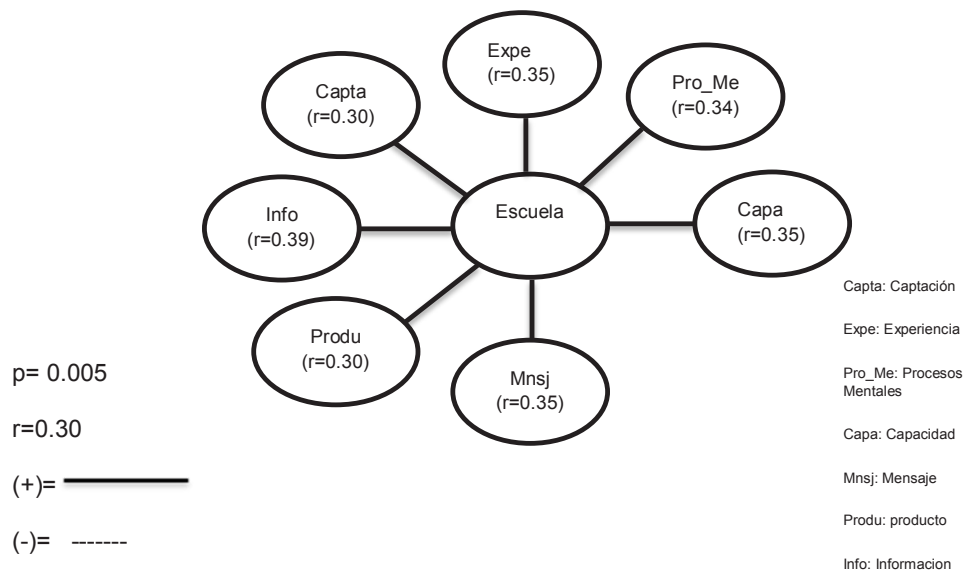 Expe
(r=0.35)
Pro_Me
(r=0.34)
Capta
(r=0.30)
Escuela
Capa
(r=0.35)
Info
(r=0.39)
Produ
(r=0.30)
Mnsj
(r=0.35)
p= 0.005
r=0.30
(+)=
(-)= -------
Capta: Captación
Expe: Experiencia
Pro_Me: Procesos
Mentales
Capa: Capacidad
Mnsj: Mensaje
Produ: producto
Info: Informacion